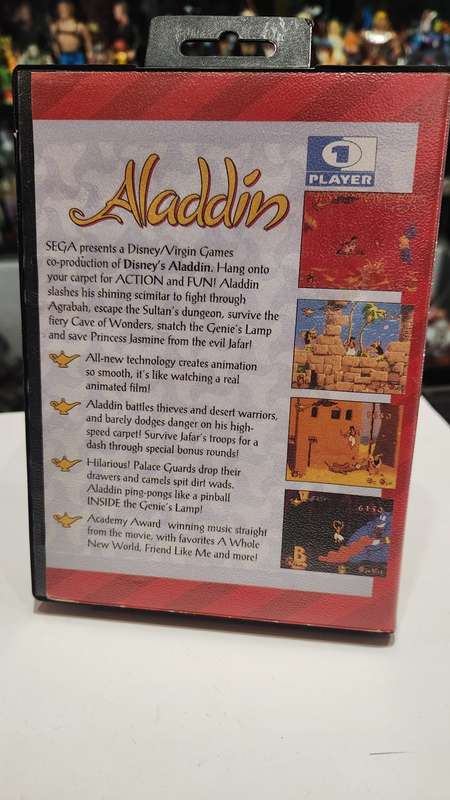 1
PLAYER
Aladdin
SEGA presents a Disney/Virgin Games
co-production of Disney's Aladdin. Hang onto
your carpet for ACTION and FUN! Aladdin
slashes his shining scimitar to fight through
Agrabah, escape the Sultan's dungeon, survive the
fiery Cave of Wonders, snatch the Genie's Lamp
and save Princess Jasmine from the evil Jafar!
All-new technology creates animation
so smooth, it's like watching a real
animated film!
Aladdin battles thieves and desert warriors,
and barely dodges danger on his high-
speed carpet! Survive Jafar's troops for a
dash through special bonus rounds!
Hilarious! Palace Guards drop their
drawers and camels spit dirt wads.
Aladdin ping-pongs like a pinball
INSIDE the Genie's Lamp!
Academy Award winning music straight
from the movie, with favorites A Whole
New World, Friend Like Me and more!
6150
B